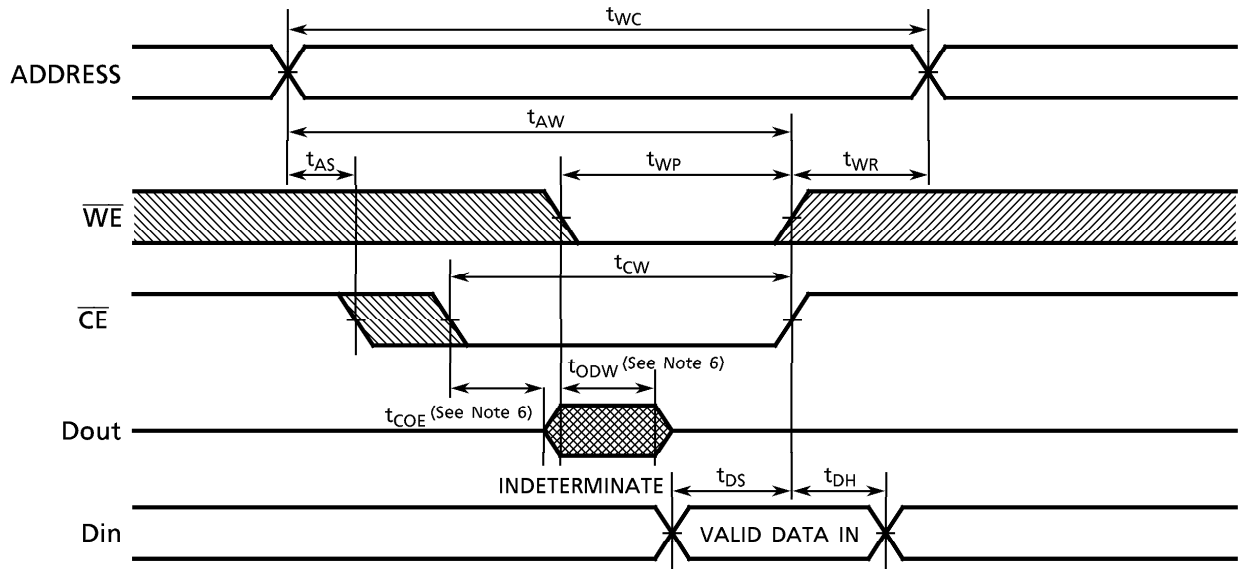 tWC
ADDRESS
tAW
tAS
tWP
tWR
WE
tCW
CE
tODW (See Note 6)
tCOE (See Note 6)
Dout
INDETERMINATE
tDS
tDH
Din
VALID DATA IN